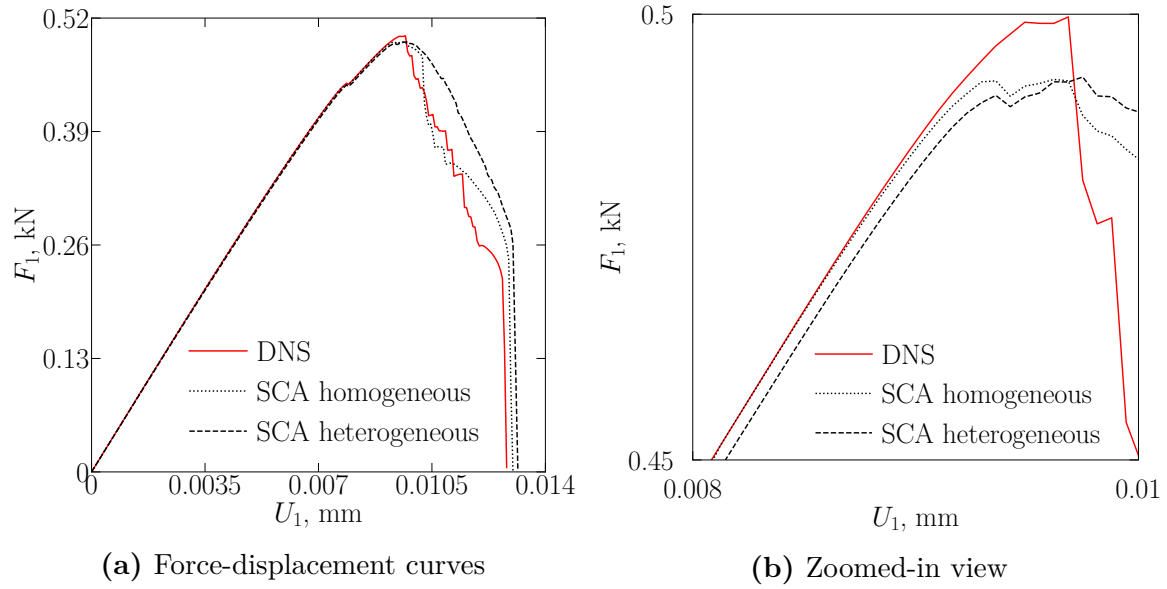 0.52
0.39
0.26
0.13
0
F₁, kN
DNS
SCA homogeneous
SCA heterogeneous
0
0.0035
0.007
0.0105
0.014
U₁, mm
(a) Force-displacement curves
0.5
0.45
F₁, kN
DNS
SCA homogeneous
SCA heterogeneous
0.008
0.01
U₁, mm
(b) Zoomed-in view